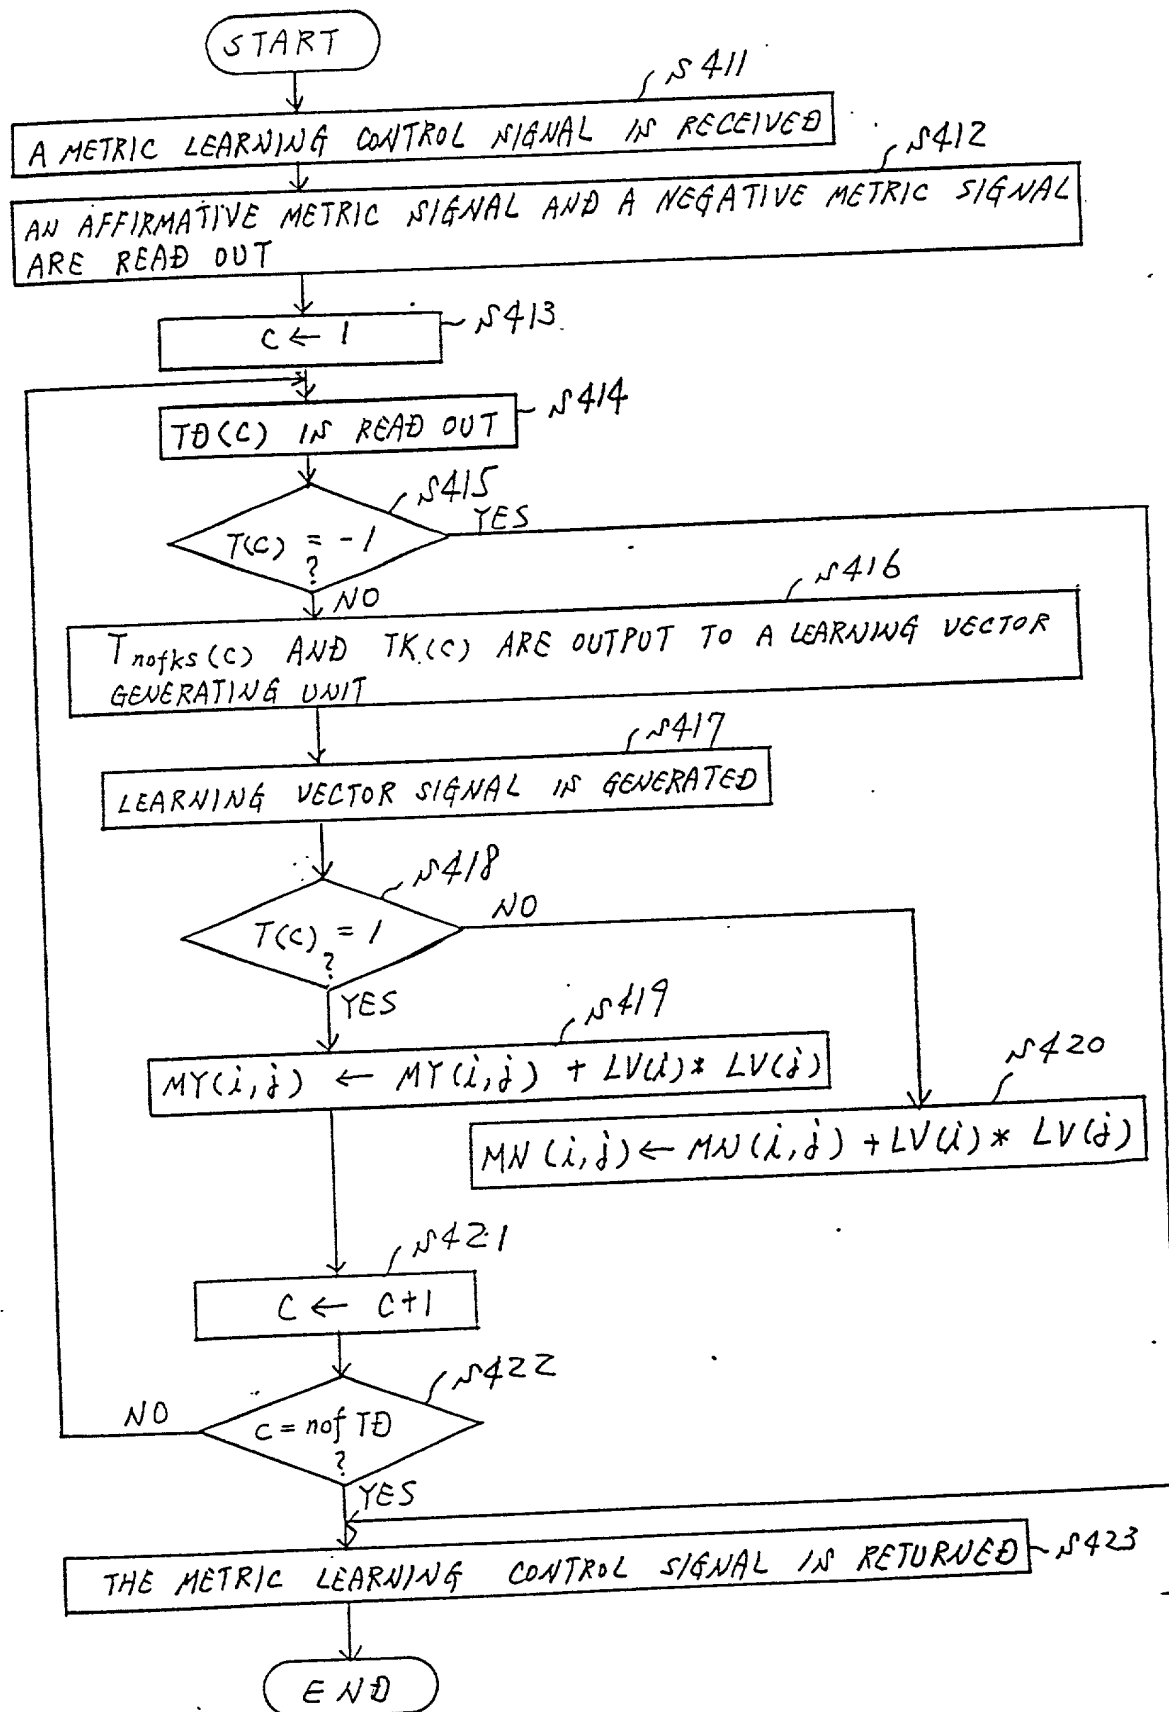 START
S411
A METRIC LEARNING CONTROL SIGNAL IS RECEIVED
S412
AN AFFIRMATIVE METRIC SIGNAL AND A NEGATIVE METRIC SIGNAL
ARE READ OUT
C ← 1
S413
TD(C) IS READ OUT
S414
S415
T(C) = -1
?
YES
NO
S416
Tnofks(C) AND TK(C) ARE OUTPUT TO A LEARNING VECTOR
GENERATING UNIT
S417
LEARNING VECTOR SIGNAL IS GENERATED
S418
T(C) = 1
?
NO
YES
S419
MY(i,j) ← MY(i,j) + LV(i)* LV(j)
S420
MN(i,j) ← MN(i,j) + LV(i)* LV(j)
S421
C ← C+1
S422
C = nof TD
?
NO
YES
THE METRIC LEARNING CONTROL SIGNAL IS RETURNED
S423
END